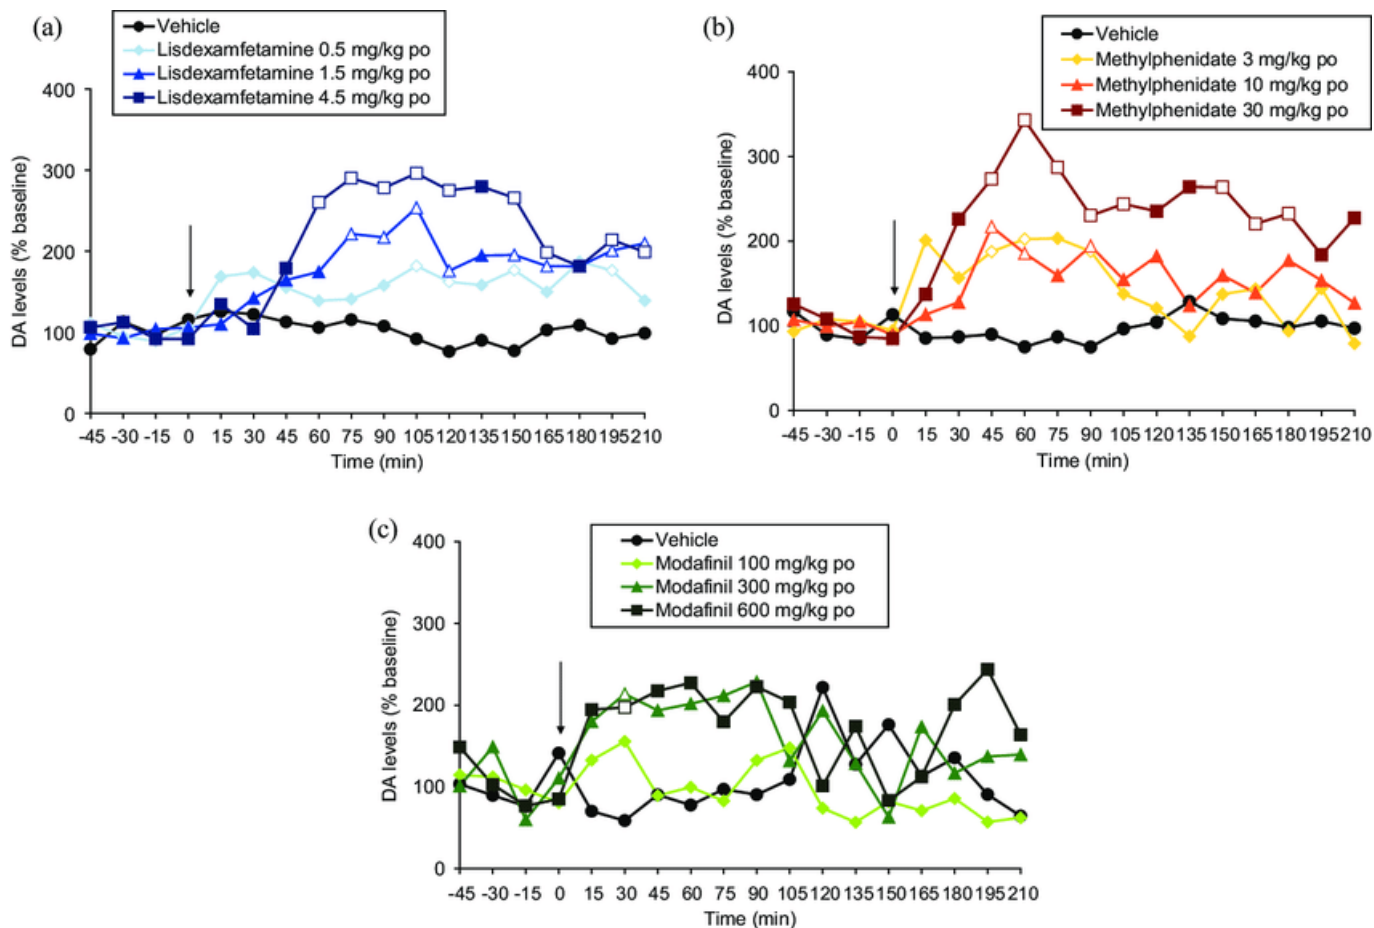 (a)
Vehicle
Lisdexamfetamine 0.5 mg/kg po
Lisdexamfetamine 1.5 mg/kg po
Lisdexamfetamine 4.5 mg/kg po
DA levels (% baseline)
400
300
200
100
0
-45 -30 -15 0 15 30 45 60 75 90 105 120 135 150 165 180 195 210
Time (min)
(b)
Vehicle
Methylphenidate 3 mg/kg po
Methylphenidate 10 mg/kg po
Methylphenidate 30 mg/kg po
DA levels (% baseline)
400
300
200
100
0
-45 -30 -15 0 15 30 45 60 75 90 105 120 135 150 165 180 195 210
Time (min)
(c)
Vehicle
Modafinil 100 mg/kg po
Modafinil 300 mg/kg po
Modafinil 600 mg/kg po
DA levels (% baseline)
400
300
200
100
0
-45 -30 -15 0 15 30 45 60 75 90 105 120 135 150 165 180 195 210
Time (min)